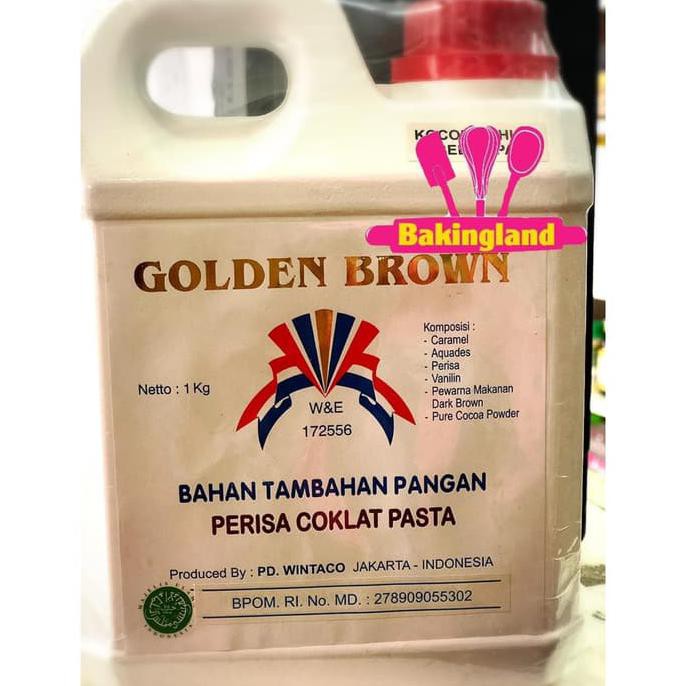 Bakingland
GOLDEN BROWN
Komposisi :
- Caramel
- Aquades
- Perisa
- Vanilin
- Pewarna Makanan
Dark Brown
- Pure Cocoa Powder
Netto : 1 Kg
W&E
172556
BAHAN TAMBAHAN PANGAN
PERISA COKLAT PASTA
Produced By : PD. WINTACO JAKARTA - INDONESIA
BPOM. RI. No. MD. : 278909055302
INDONESIA